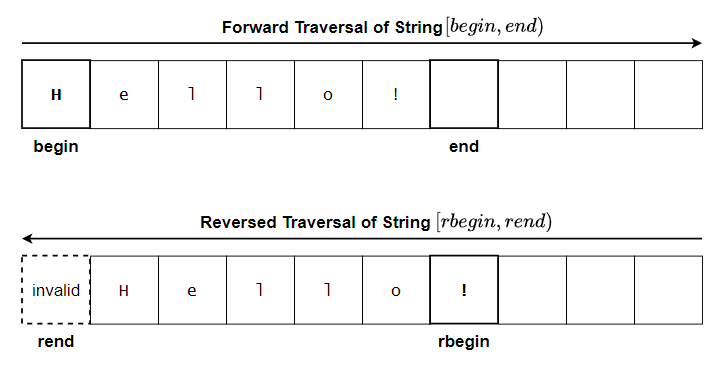 Forward Traversal of String [begin, end)
H e l l o !
begin end
Reversed Traversal of String [rbegin, rend)
invalid H e l l o !
rend rbegin